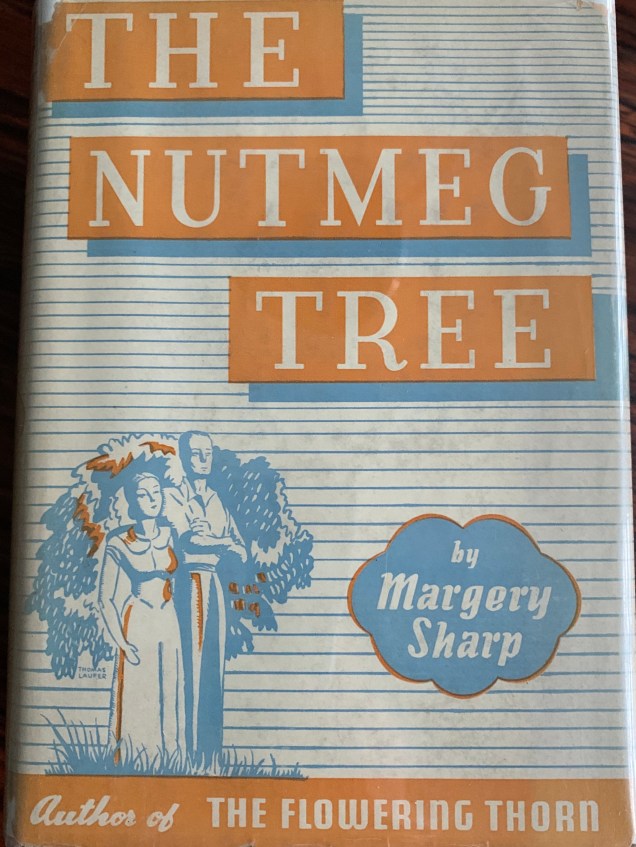 THE
NUTMEG
TREE
by
Margery
Sharp
THOMAS
LAUFER
Author of THE FLOWERING THORN